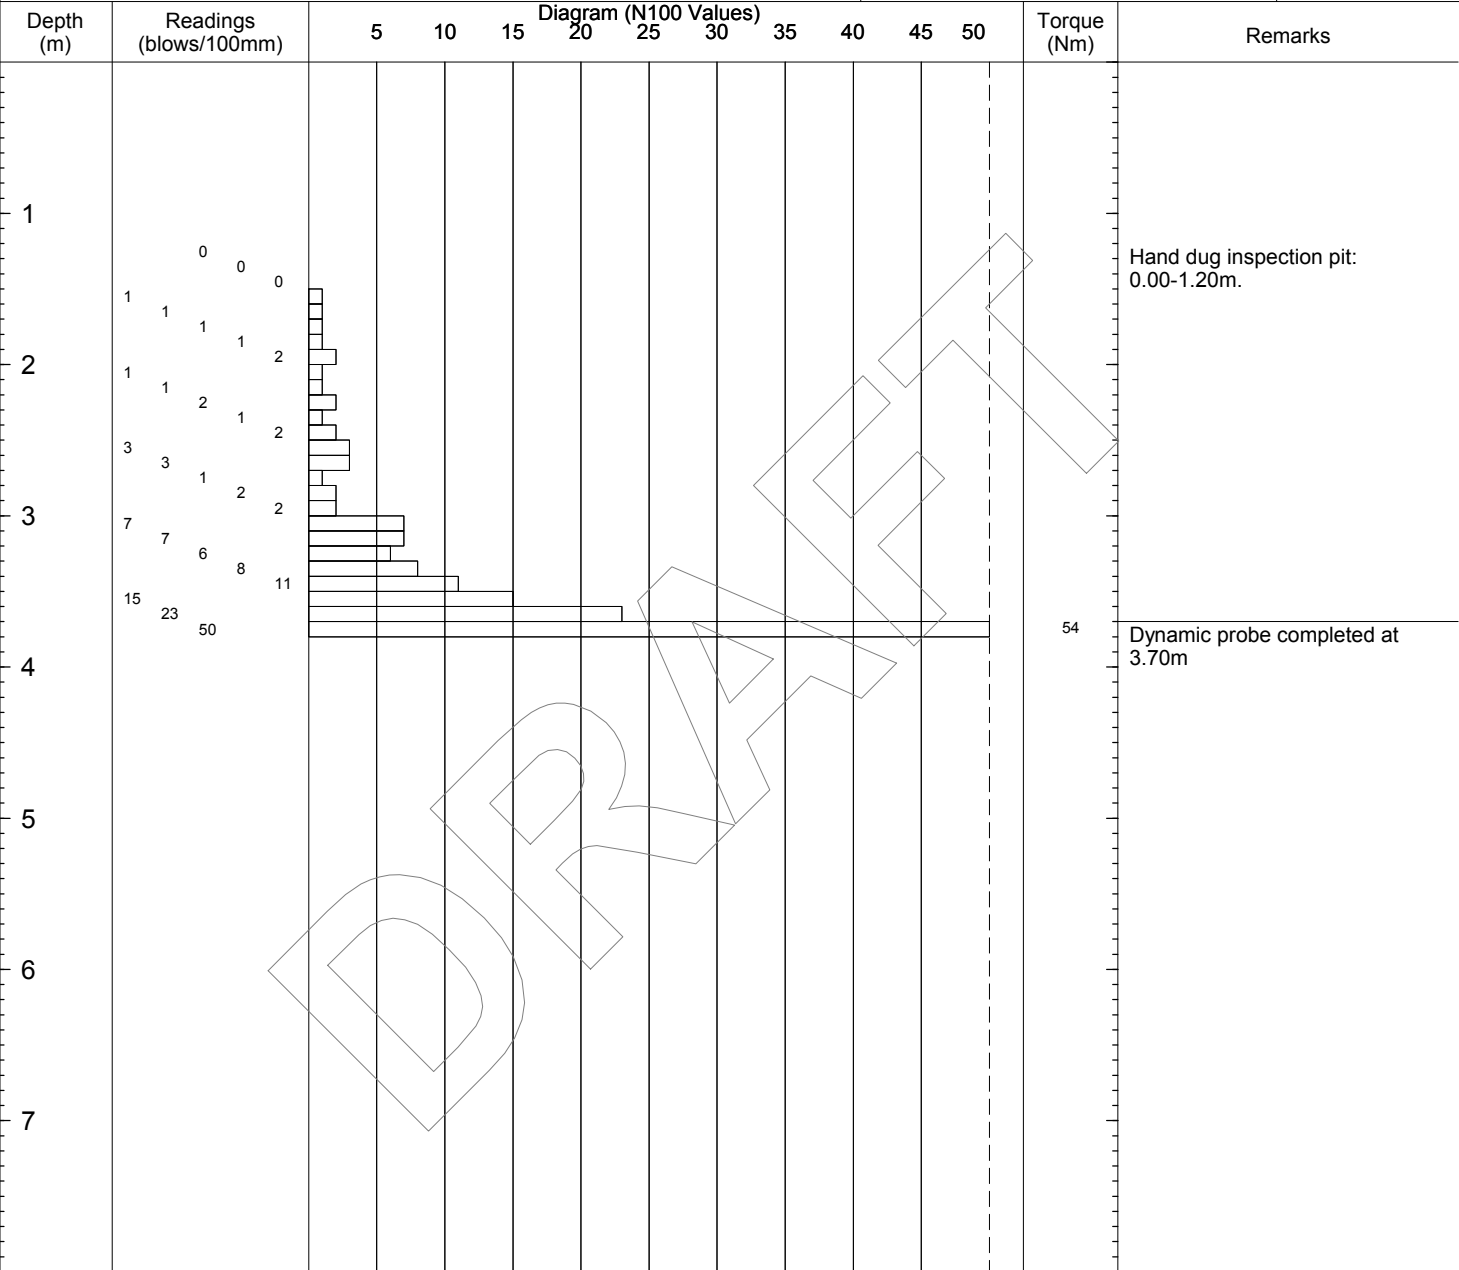 Depth
(m)
Readings
(blows/100mm)
Diagram (N100 Values)
5 10 15 20 25 30 35 40 45 50
Torque
(Nm)
Remarks
1
0
0
0
Hand dug inspection pit:
0.00-1.20m.
1
1
1
1
2
2
1
1
2
1
2
3
3
1
2
2
3
7
7
6
8
11
15
23
50
54
Dynamic probe completed at
3.70m
4
5
6
7
DRAFT